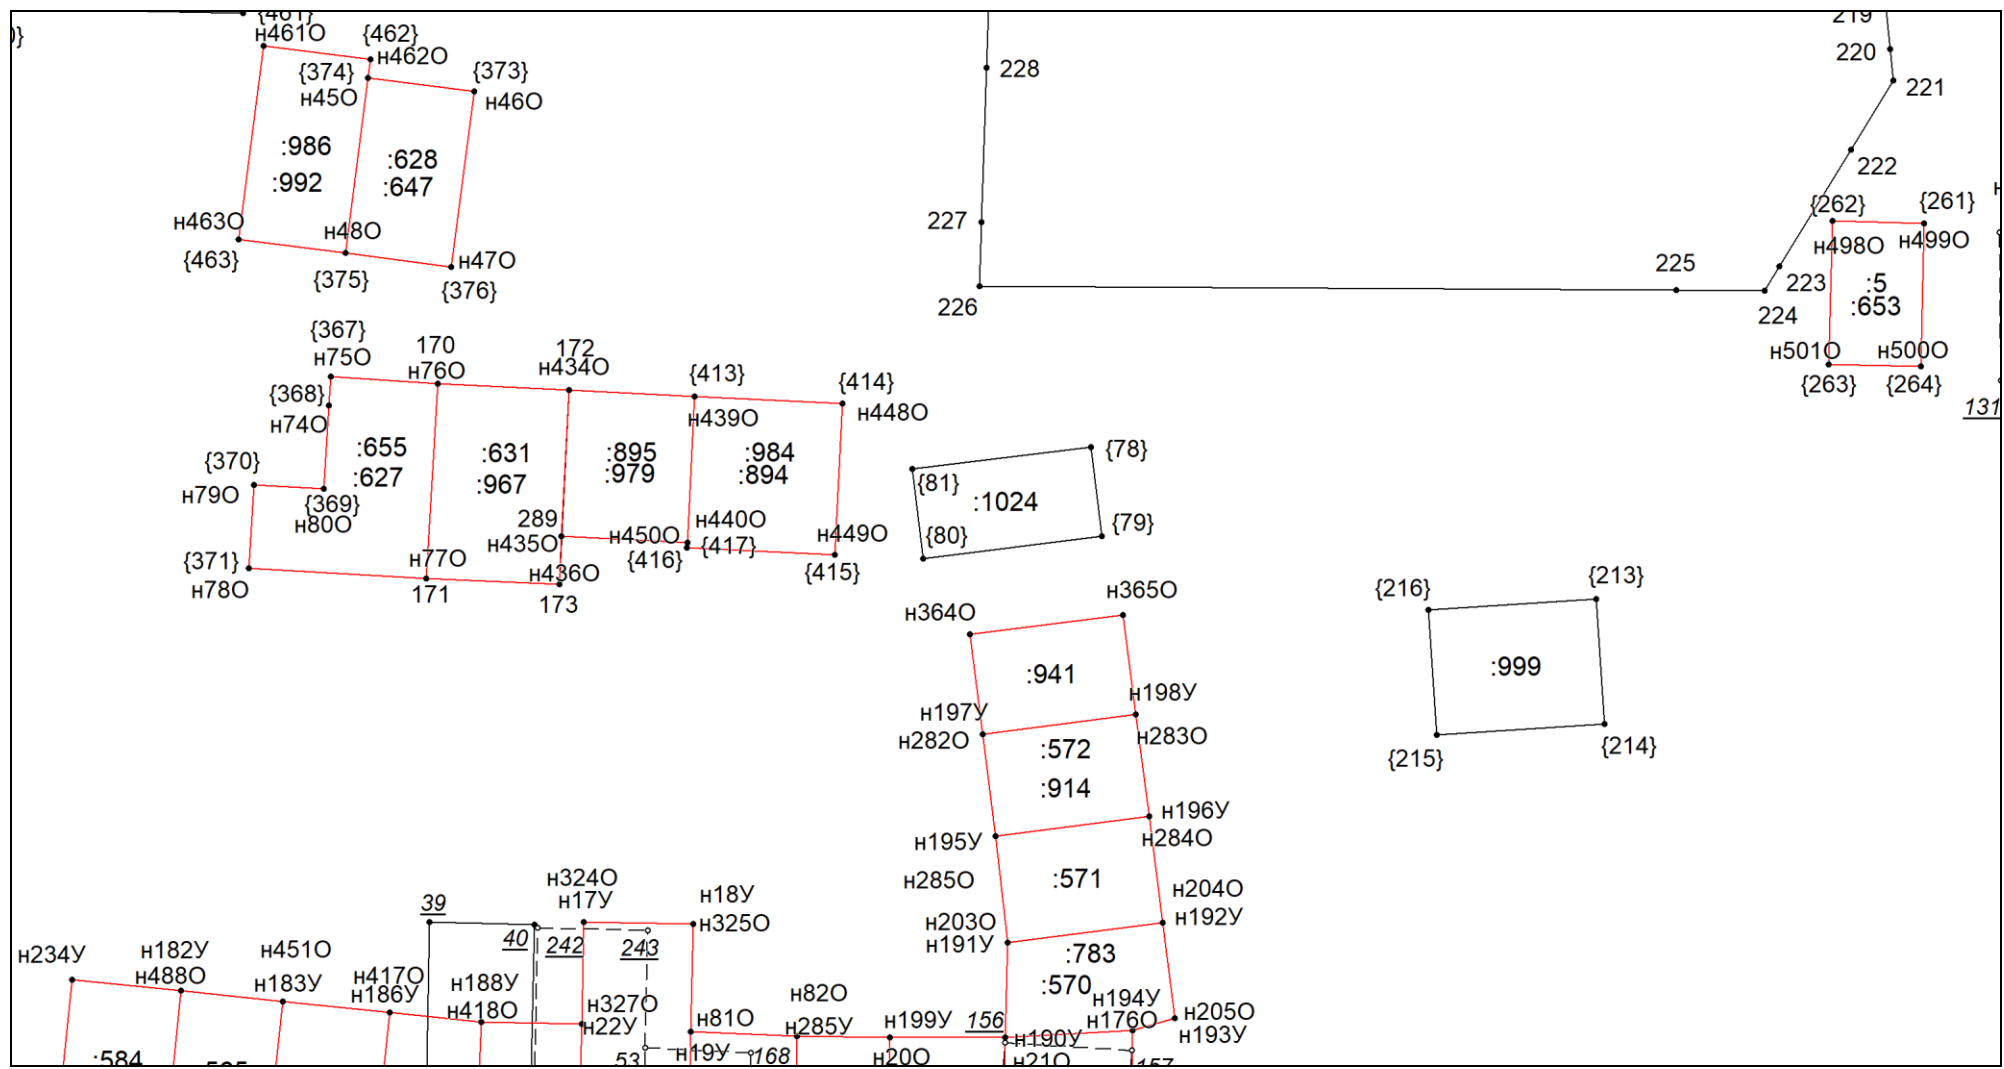 {461}
н461О
{462}
н462О
{374}
н45О
{373}
н46О
:986
:992
:628
:647
н463О
{463}
н48О
{375}
н47О
{376}
228
227
226
225
219
220
221
222
223
224
{262}
{261}
н498О
н499О
:5
:653
н501О
н500О
{263}
{264}
131
{367}
н75О
170
н76О
172
н434О
{413}
н439О
{414}
н448О
{368}
н74О
:655
:627
:631
:967
:895
:979
:984
:894
{370}
н79О
{369}
н80О
{371}
н78О
н77О
171
289
н435О
н436О
173
н450О
{416}
н440О
{417}
н449О
{415}
{81}
{78}
:1024
{80}
{79}
{216}
{213}
:999
{215}
{214}
н364О
н365О
:941
н197У
н198У
н282О
н283О
:572
:914
н195У
н196У
н284О
н285О
:571
н204О
н192У
н203О
н191У
:783
:570
н194У
н176О
н205О
н193У
156
н190У
н21О
157
39
40
н324О
н17У
н18У
н325О
242
243
н234У
н182У
н488О
н451О
н183У
н417О
н186У
н188У
н418О
н327О
н22У
н81О
н82О
н285У
н199У
н20О
53
н19У
168
:584